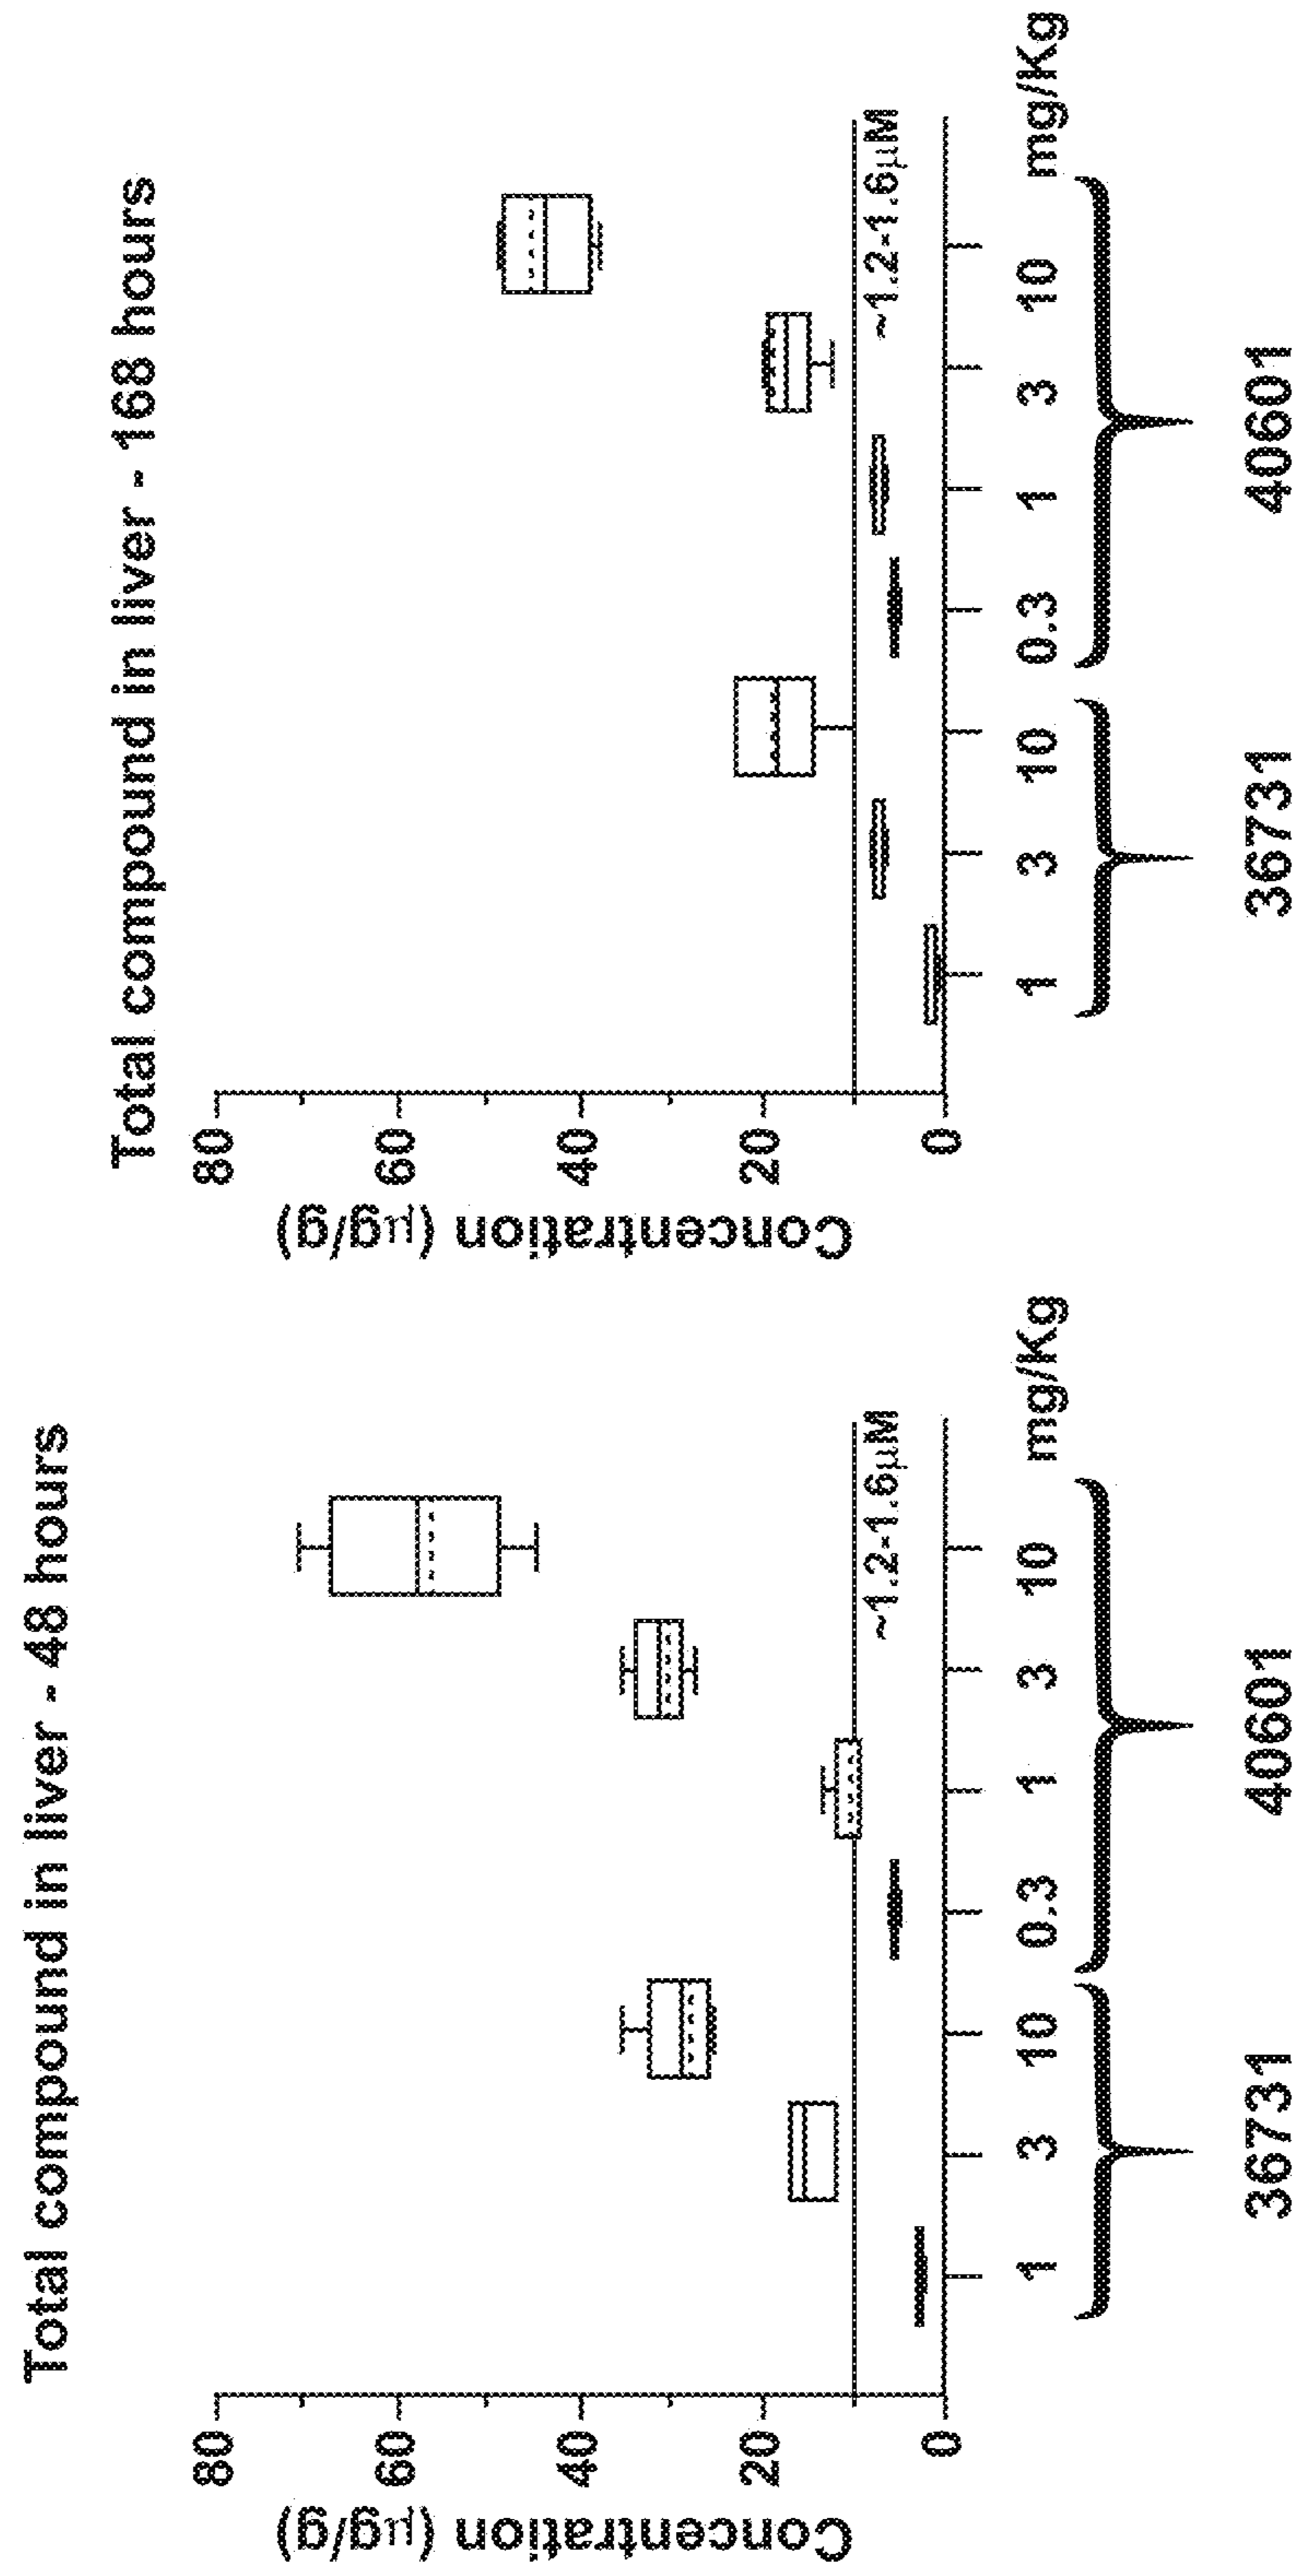 Total compound in liver - 48 hours
Concentration (µg/g)
80
60
40
20
0
~1.2-1.6µM
1 3 10 0.3 1 3 10 mg/Kg
36731 40601
Total compound in liver - 168 hours
Concentration (µg/g)
80
60
40
20
0
~1.2-1.6µM
1 3 10 0.3 1 3 10 mg/Kg
36731 40601